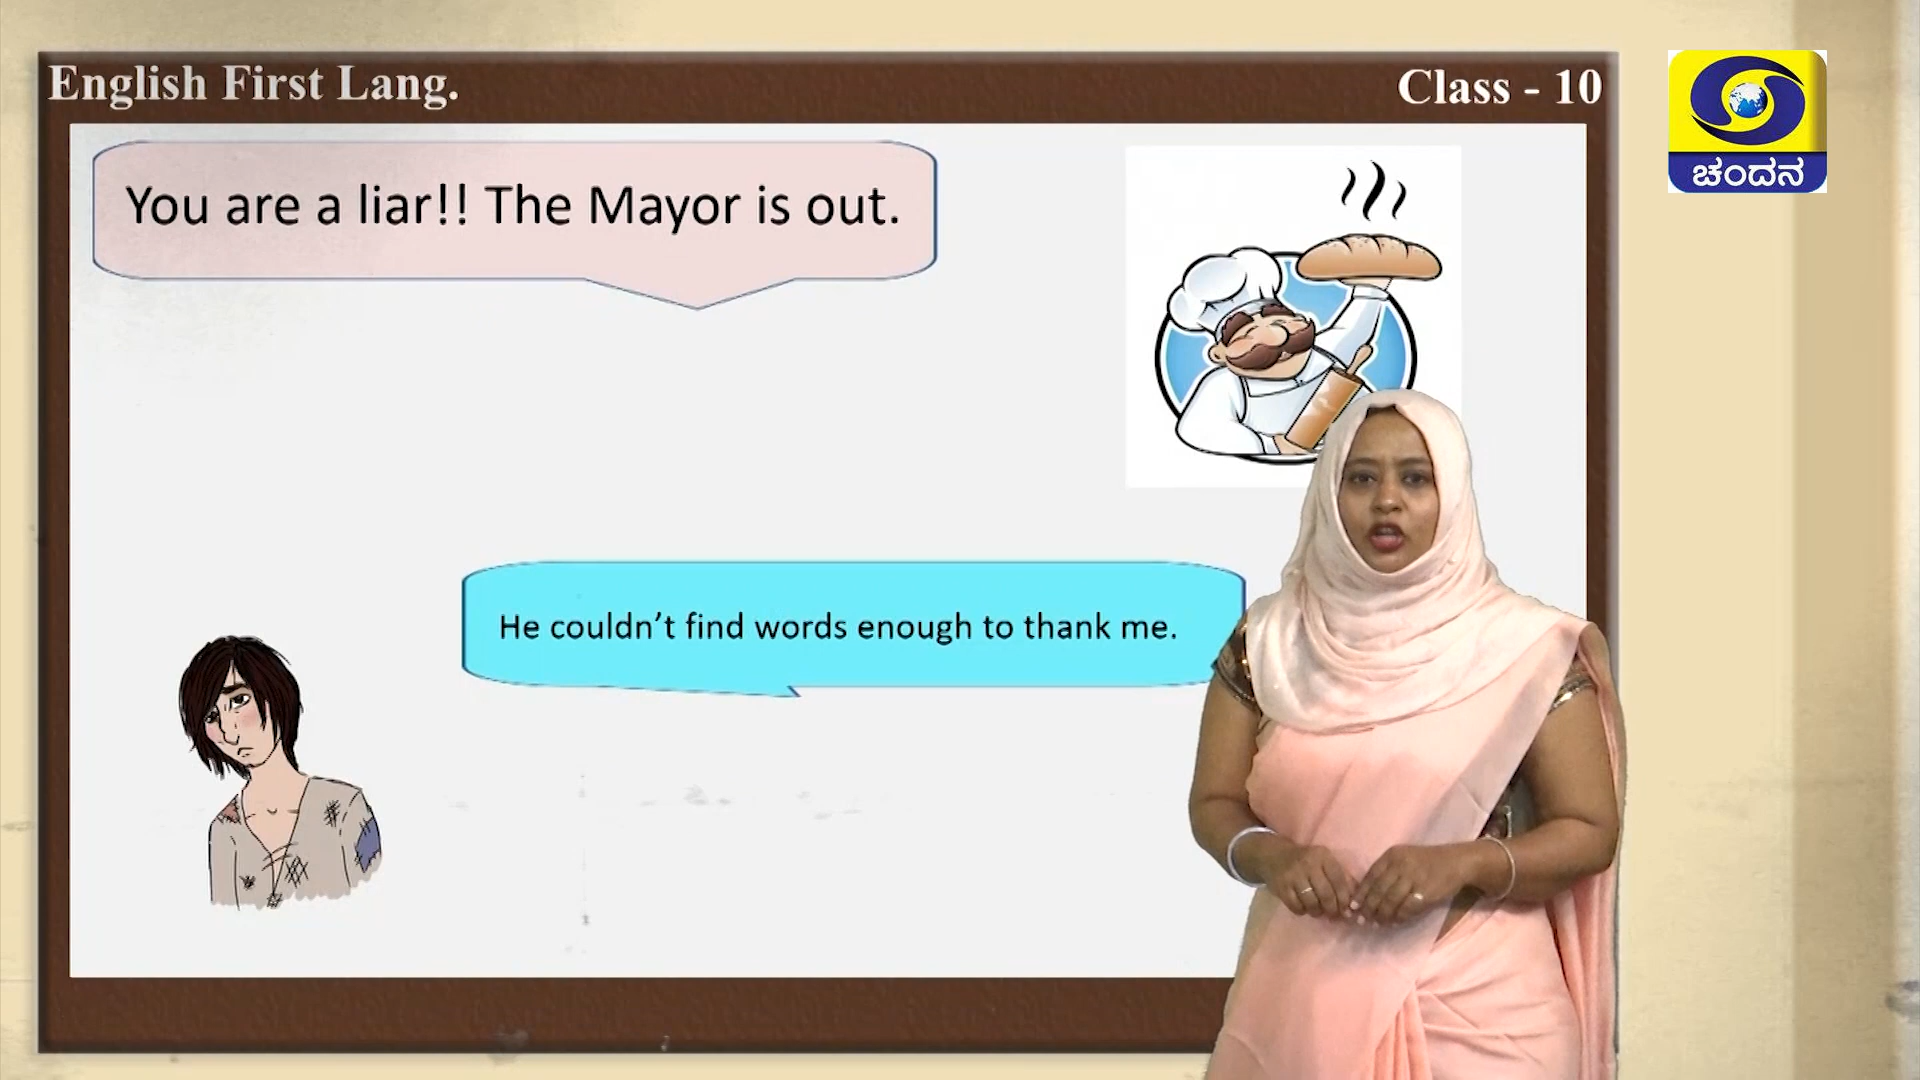 English First Lang.
Class - 10
ಚಂದನ
You are a liar!! The Mayor is out.
He couldn't find words enough to thank me.